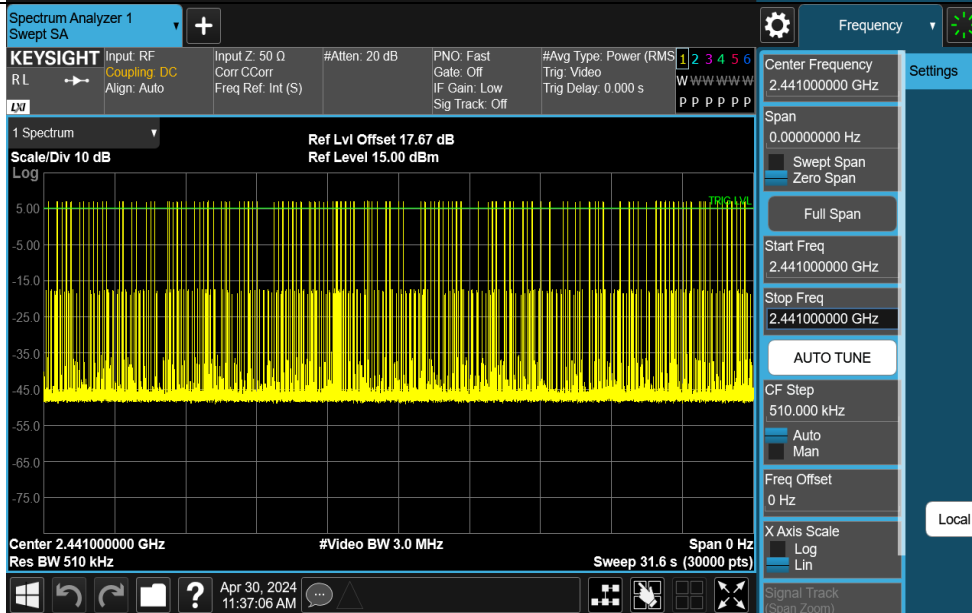 Spectrum Analyzer 1
Swept SA
+
Frequency
KEYSIGHT
RL
LXI
Input: RF
Coupling: DC
Align: Auto
Input Z: 50 Ω
Corr CCorr
Freq Ref: Int (S)
#Atten: 20 dB
PNO: Fast
Gate: Off
IF Gain: Low
Sig Track: Off
#Avg Type: Power (RMS
Trig: Video
Trig Delay: 0.000 s
1 2 3 4 5 6
W W W W W W
P P P P P P
1 Spectrum
Scale/Div 10 dB
Ref Lvl Offset 17.67 dB
Ref Level 15.00 dBm
Log
TRIG LVL
5.00
-5.00
-15.0
-25.0
-35.0
-45.0
-55.0
-65.0
-75.0
Center 2.441000000 GHz
#Video BW 3.0 MHz
Span 0 Hz
Res BW 510 kHz
Sweep 31.6 s (30000 pts)
?
Apr 30, 2024
11:37:06 AM
Center Frequency
2.441000000 GHz
Span
0.00000000 Hz
Swept Span
Zero Span
Full Span
Start Freq
2.441000000 GHz
Stop Freq
2.441000000 GHz
AUTO TUNE
CF Step
510.000 kHz
Auto
Man
Freq Offset
0 Hz
X Axis Scale
Log
Lin
Signal Track
(Span Zoom)
Settings
Local